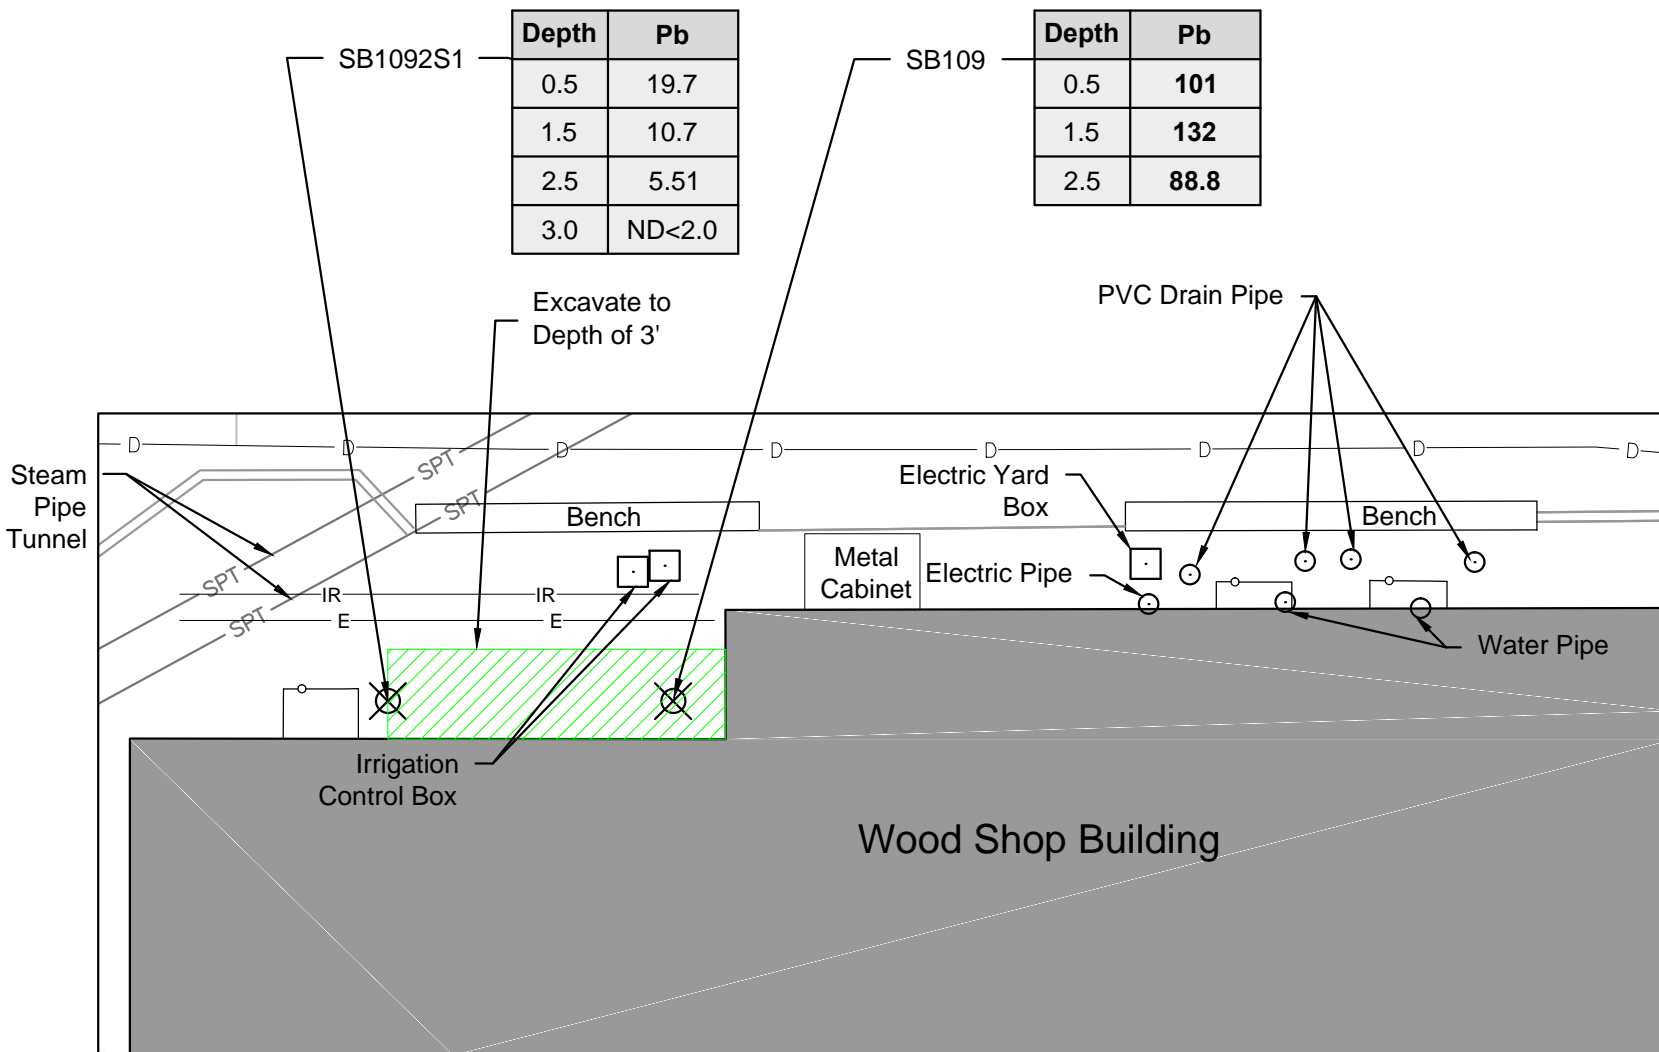 SB1092S1
Depth Pb
0.5 19.7
1.5 10.7
2.5 5.51
3.0 ND<2.0
SB109
Depth Pb
0.5 101
1.5 132
2.5 88.8
Excavate to
Depth of 3'
PVC Drain Pipe
D D D D D D D D
Steam
Pipe
Tunnel
SPT
SPT
SPT
SPT
Bench
Electric Yard
Box
Bench
Metal
Cabinet
Electric Pipe
IR IR
E E
Water Pipe
Irrigation
Control Box
Wood Shop Building